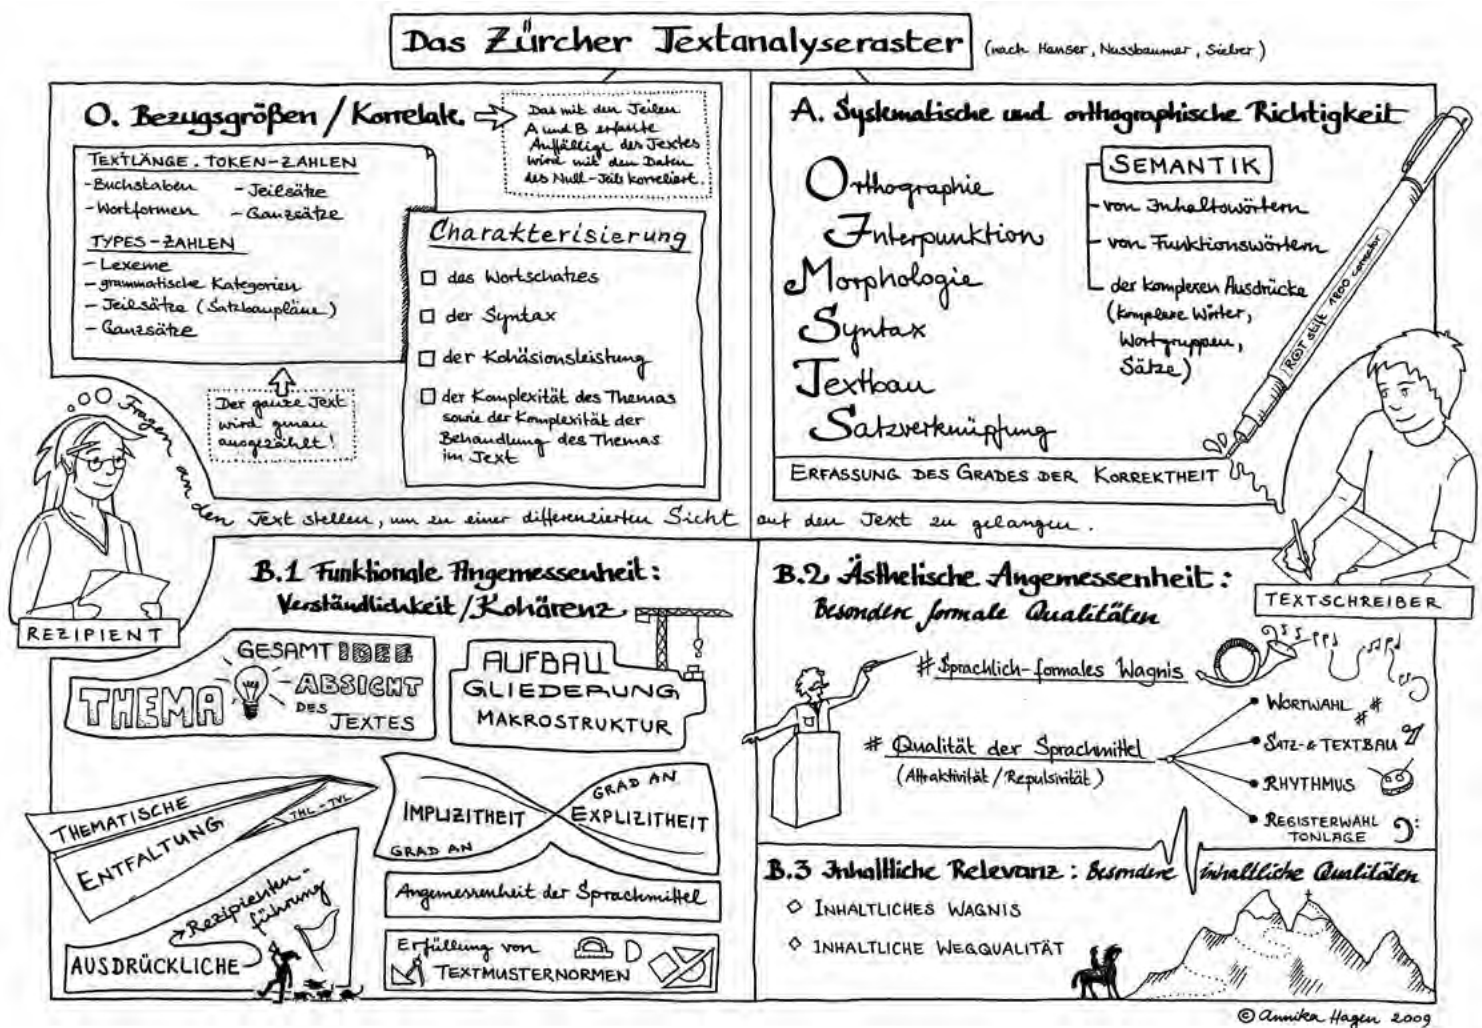 Das Zürcher Textanalyseraster
(nach Hanser, Nussbaumer, Sieber)
0. Bezugsgrößen / Korrelate.
Das mit den Teilen
A und B erfasste
Auffällige des Textes
wird mit den Daten
des Null-Teils korreliert.
TEXTLÄNGE. TOKEN-ZAHLEN
- Buchstaben
- Wortformen
- Teilsätze
- Ganzsätze
TYPES-ZAHLEN
- Lexeme
- grammatische Kategorien
- Teilsätze (Satzbaupläne)
- Ganzsätze
Der ganze Text
wird genau
ausgezählt!
Charakterisierung
des Wortschatzes
der Syntax
der Kohäsionsleistung
der Komplexität des Themas
sowie der Komplexität der
Behandlung des Themas
im Text
A. Systematische und orthographische Richtigkeit
Orthographie
Interpunktion
Morphologie
Syntax
Textbau
Satzverknüpfung
SEMANTIK
- von Inhaltswörtern
- von Funktionswörtern
der komplexen Ausdrücke
(komplexe Wörter,
Wortgruppen,
Sätze)
ROT stift 1800 corrector
ERFASSUNG DES GRADES DER KORREKTHEIT
Fragen an den Text stellen, um zu einer differenzierten Sicht auf den Text zu gelangen.
REZIPIENT
TEXTSCHREIBER
B.1 Funktionale Angemessenheit:
Verständlichkeit/Kohärenz
THEMA
GESAMTIDEE
ABSICHT
DES
TEXTES
AUFBAU
GLIEDERUNG
MAKROSTRUKTUR
THEMATISCHE
ENTFALTUNG
THL-TVL
IMPLIZITHEIT
GRAD AN
GRAD AN
EXPLIZITHEIT
Angemessenheit der Sprachmittel
Rezipienten-
führung
AUSDRÜCKLICHE
Erfüllung von
TEXTMUSTERNORMEN
B.2 Ästhetische Angemessenheit:
Besondere formale Qualitäten
# Sprachlich-formales Wagnis
# Qualität der Sprachmittel
(Attraktivität/Repulsivität)
WORTWAHL
SATZ- & TEXTBAU
RHYTHMUS
REGISTERWAHL
TONLAGE
B.3 Inhaltliche Relevanz: Besondere inhaltliche Qualitäten
INHALTLICHES WAGNIS
INHALTLICHE WEGQUALITÄT
© Annika Hagen 2009